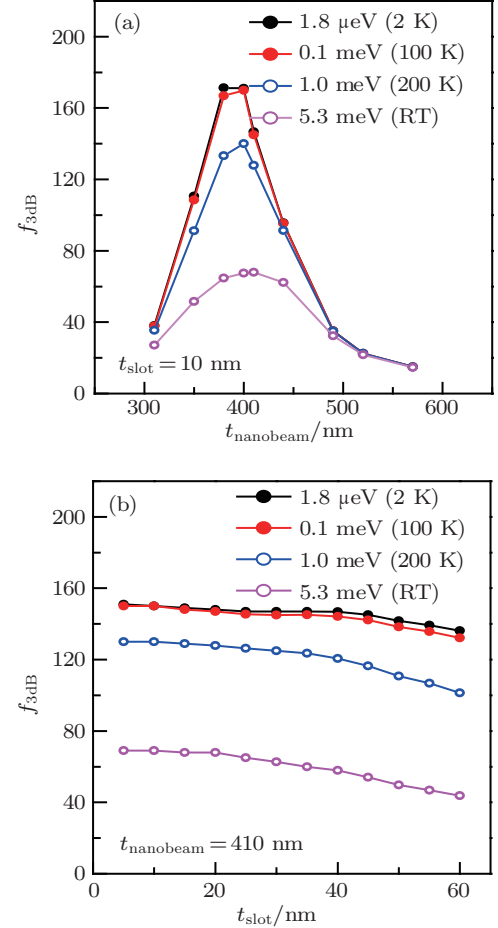 (a)
1.8 μeV (2 K)
0.1 meV (100 K)
1.0 meV (200 K)
5.3 meV (RT)
200
160
120
80
40
0
f3dB
tslot = 10 nm
300 400 500 600
tnanobeam/nm
(b)
1.8 μeV (2 K)
0.1 meV (100 K)
1.0 meV (200 K)
5.3 meV (RT)
200
160
120
80
40
0
f3dB
tnanobeam = 410 nm
0 20 40 60
tslot/nm